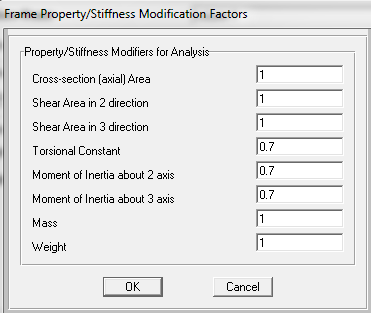 Frame Property/Stiffness Modification Factors
Property/Stiffness Modifiers for Analysis
Cross-section (axial) Area 1
Shear Area in 2 direction 1
Shear Area in 3 direction 1
Torsional Constant 0.7
Moment of Inertia about 2 axis 0.7
Moment of Inertia about 3 axis 0.7
Mass 1
Weight 1
OK Cancel